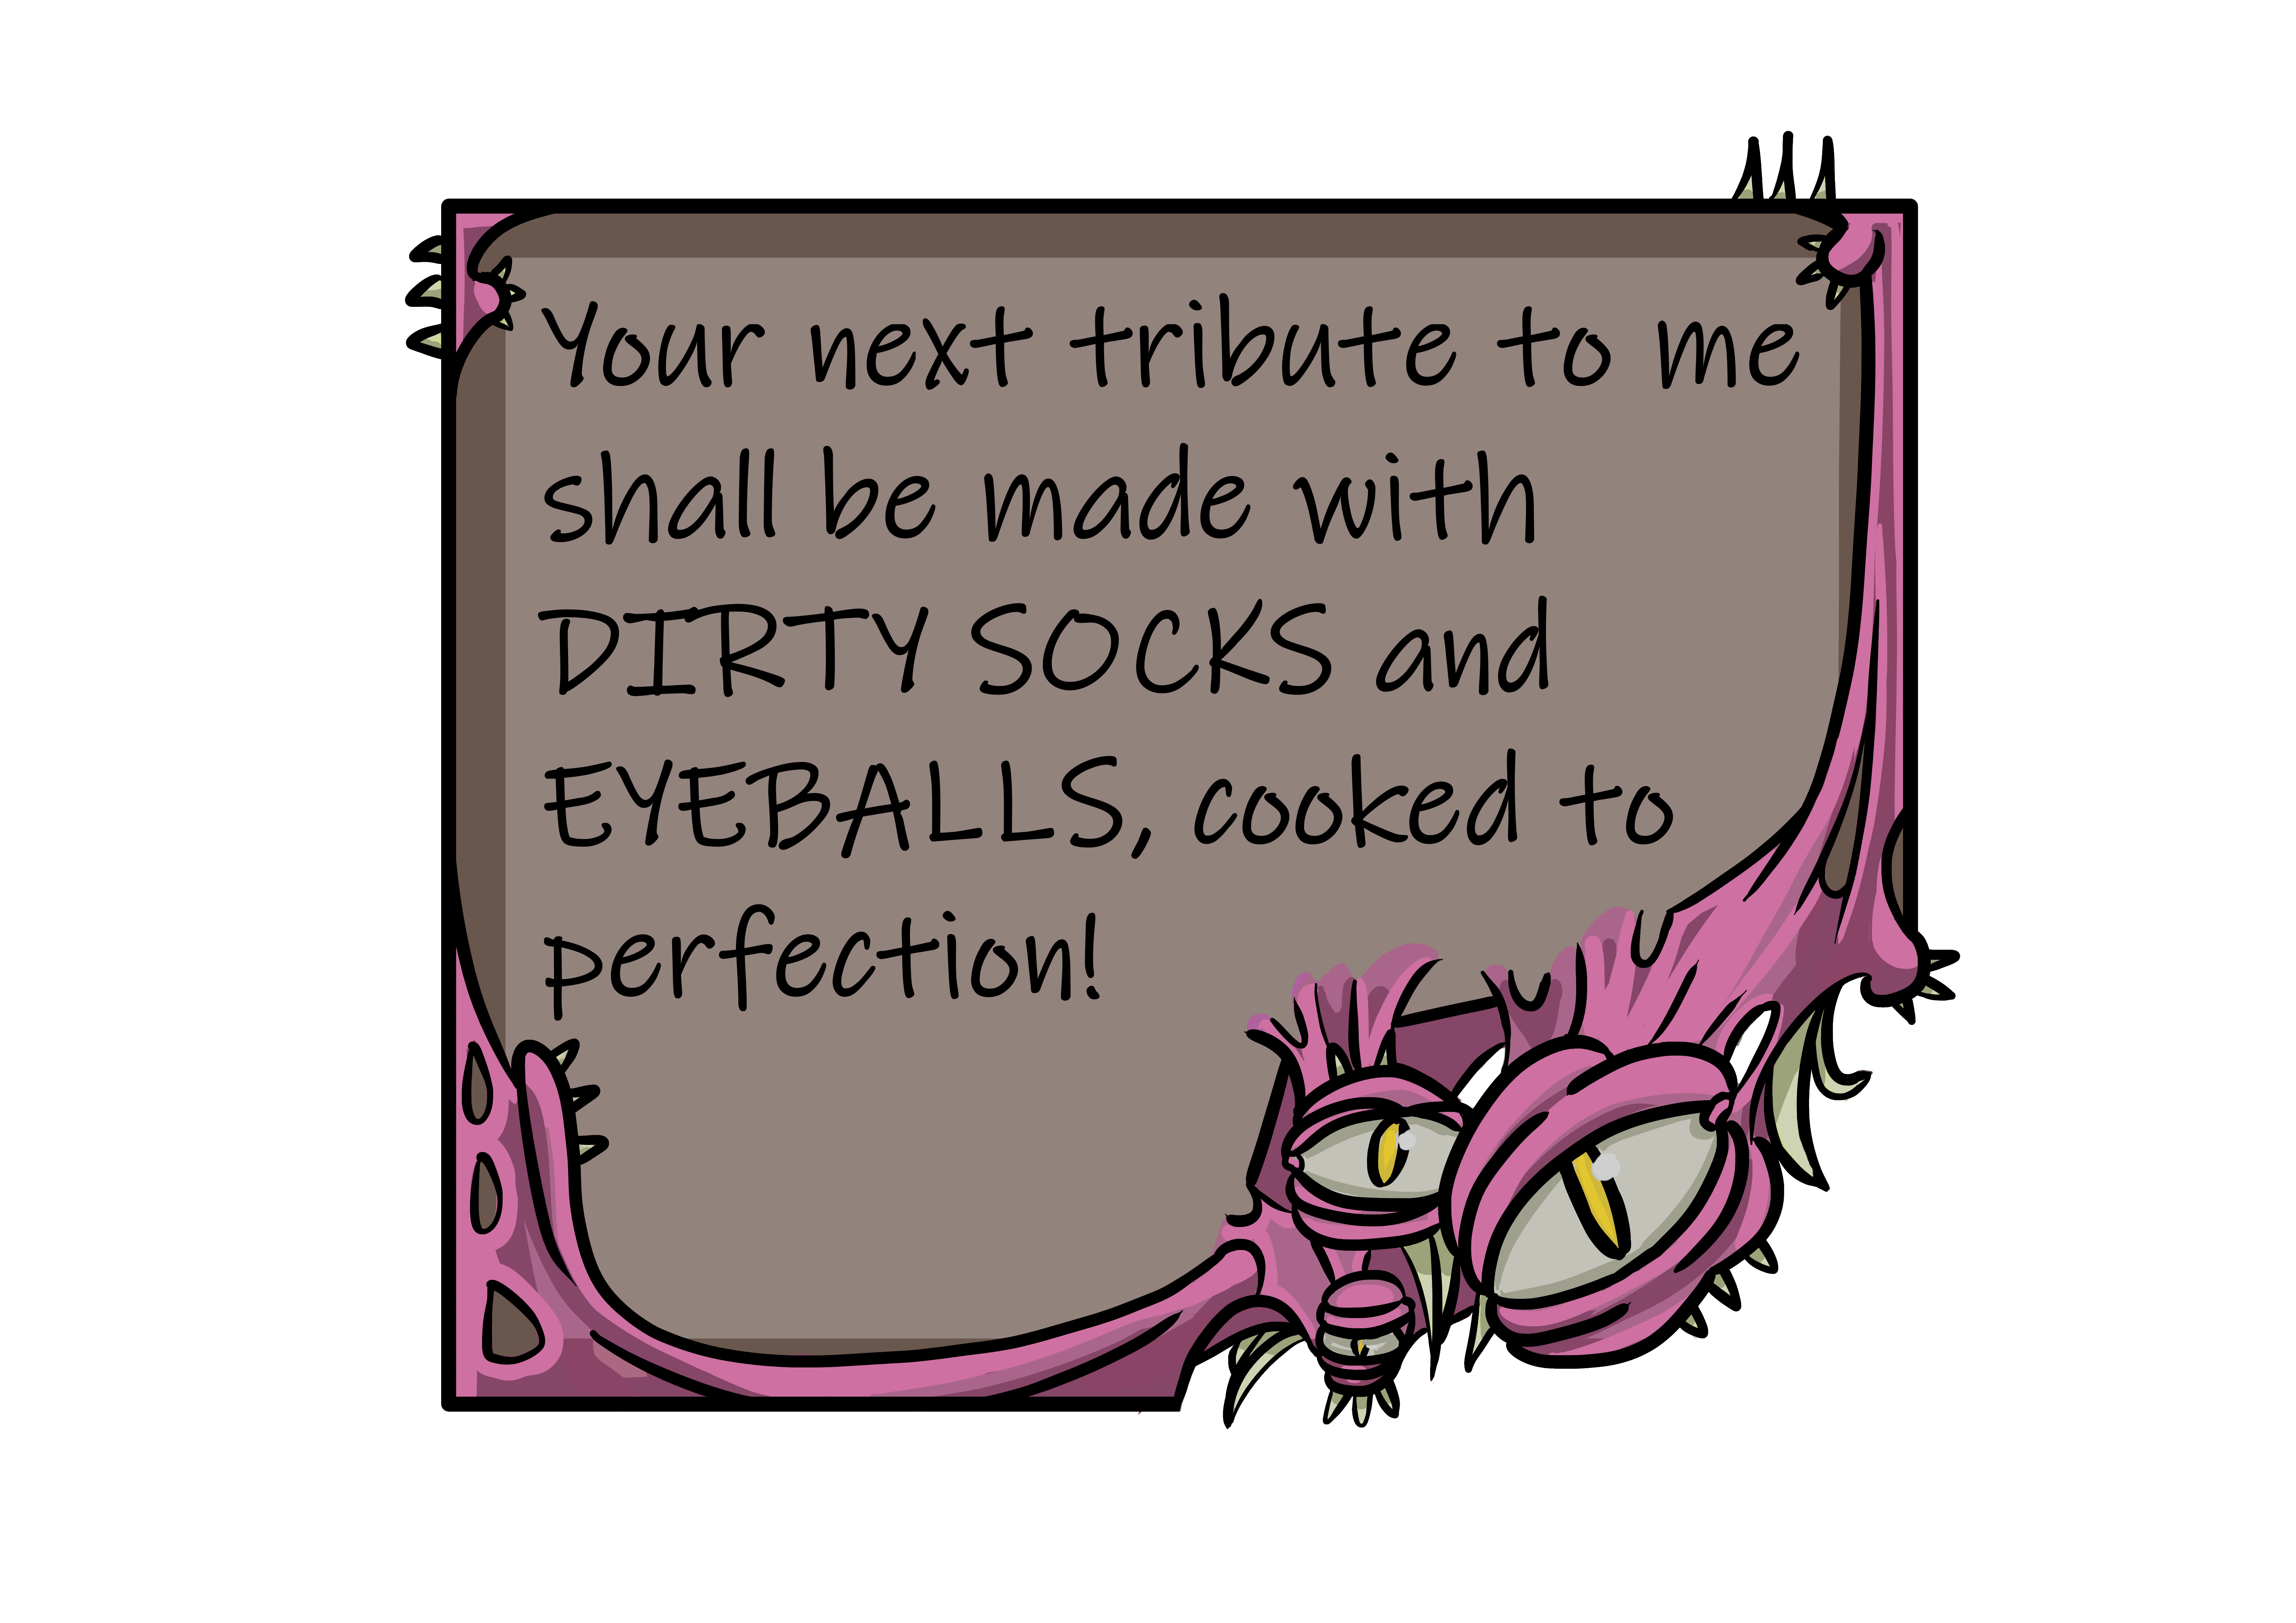 Your next tribute to me
shall be made with
DIRTY SOCKS and
EYEBALLS, cooked to
perfection!